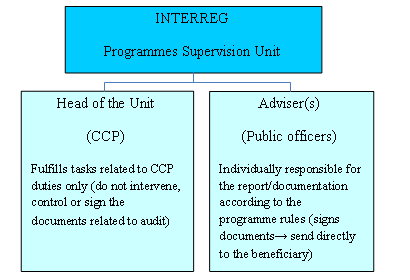 INTERREG
Programmes Supervision Unit
Head of the Unit
(CCP)
Fulfills tasks related to CCP
duties only (do not intervene,
control or sign the
documents related to audit)
Adviser(s)
(Public officers)
Individually responsible for
the report/documentation
according to the
programme rules (signs
documents→ send directly
to the beneficiary)